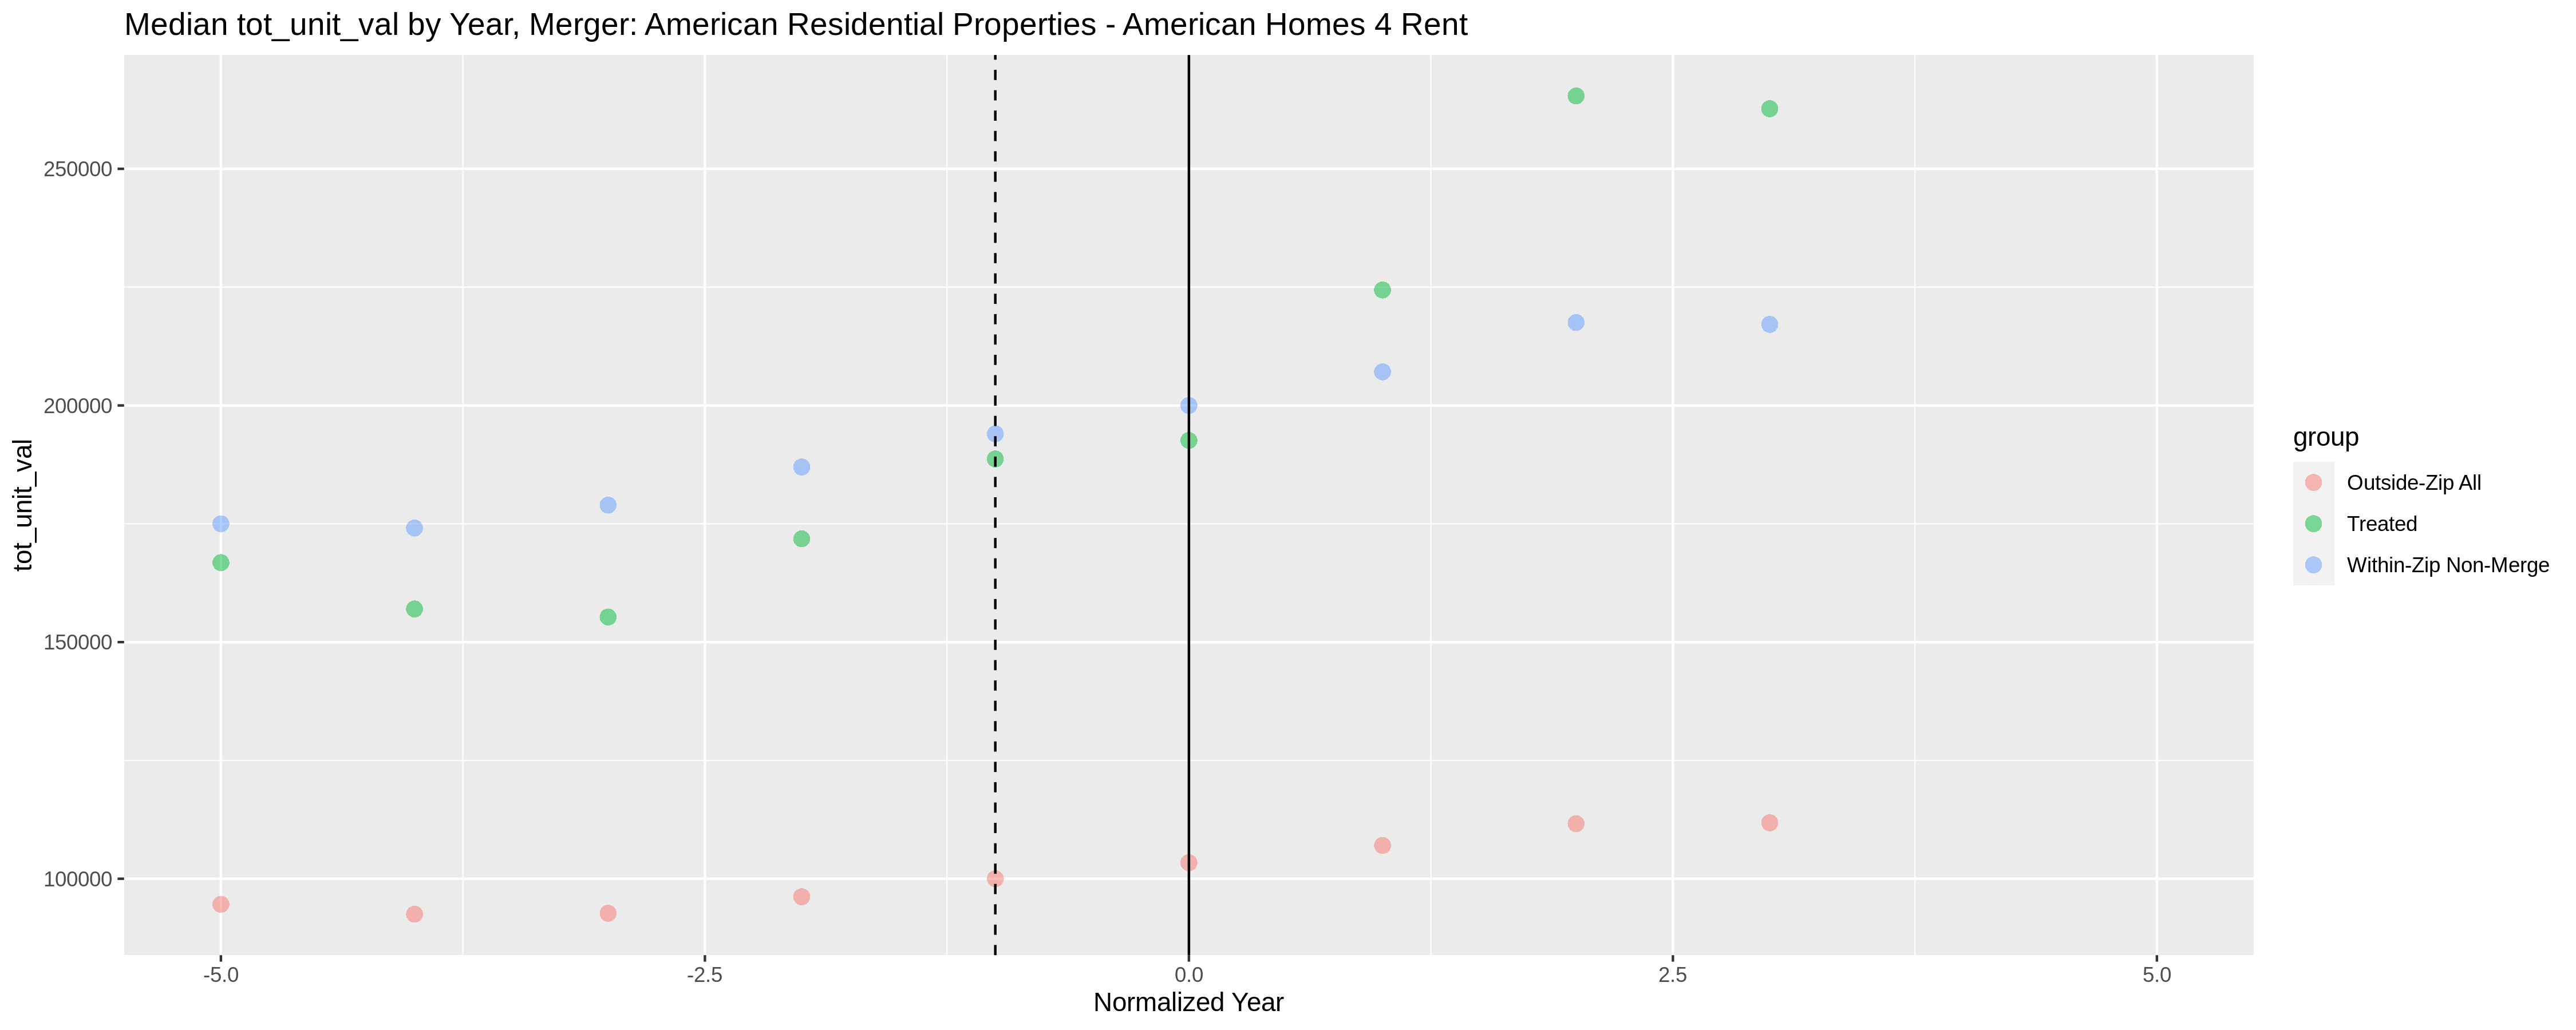 Median tot_unit_val by Year, Merger: American Residential Properties - American Homes 4 Rent
tot_unit_val
250000
200000
150000
100000
-5.0
-2.5
0.0
2.5
5.0
Normalized Year
group
Outside-Zip All
Treated
Within-Zip Non-Merge